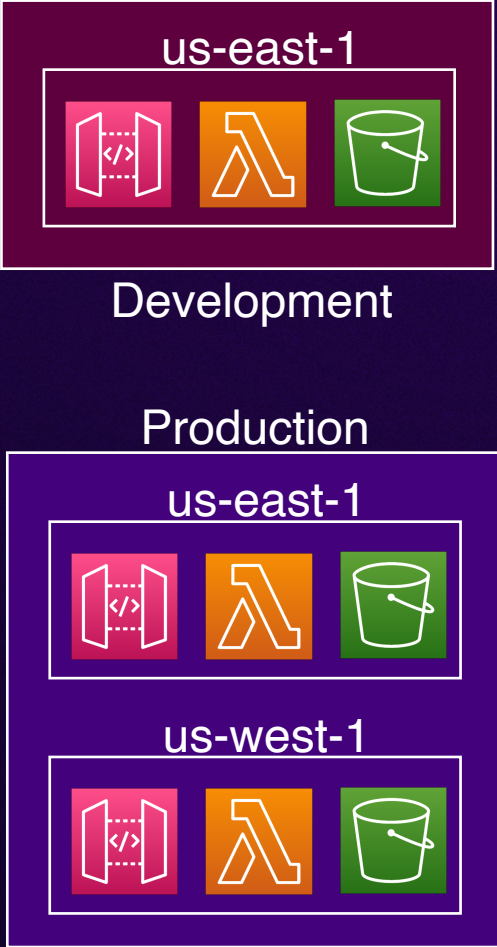 us-east-1
</>
Development
Production
us-east-1
</>
us-west-1
</>